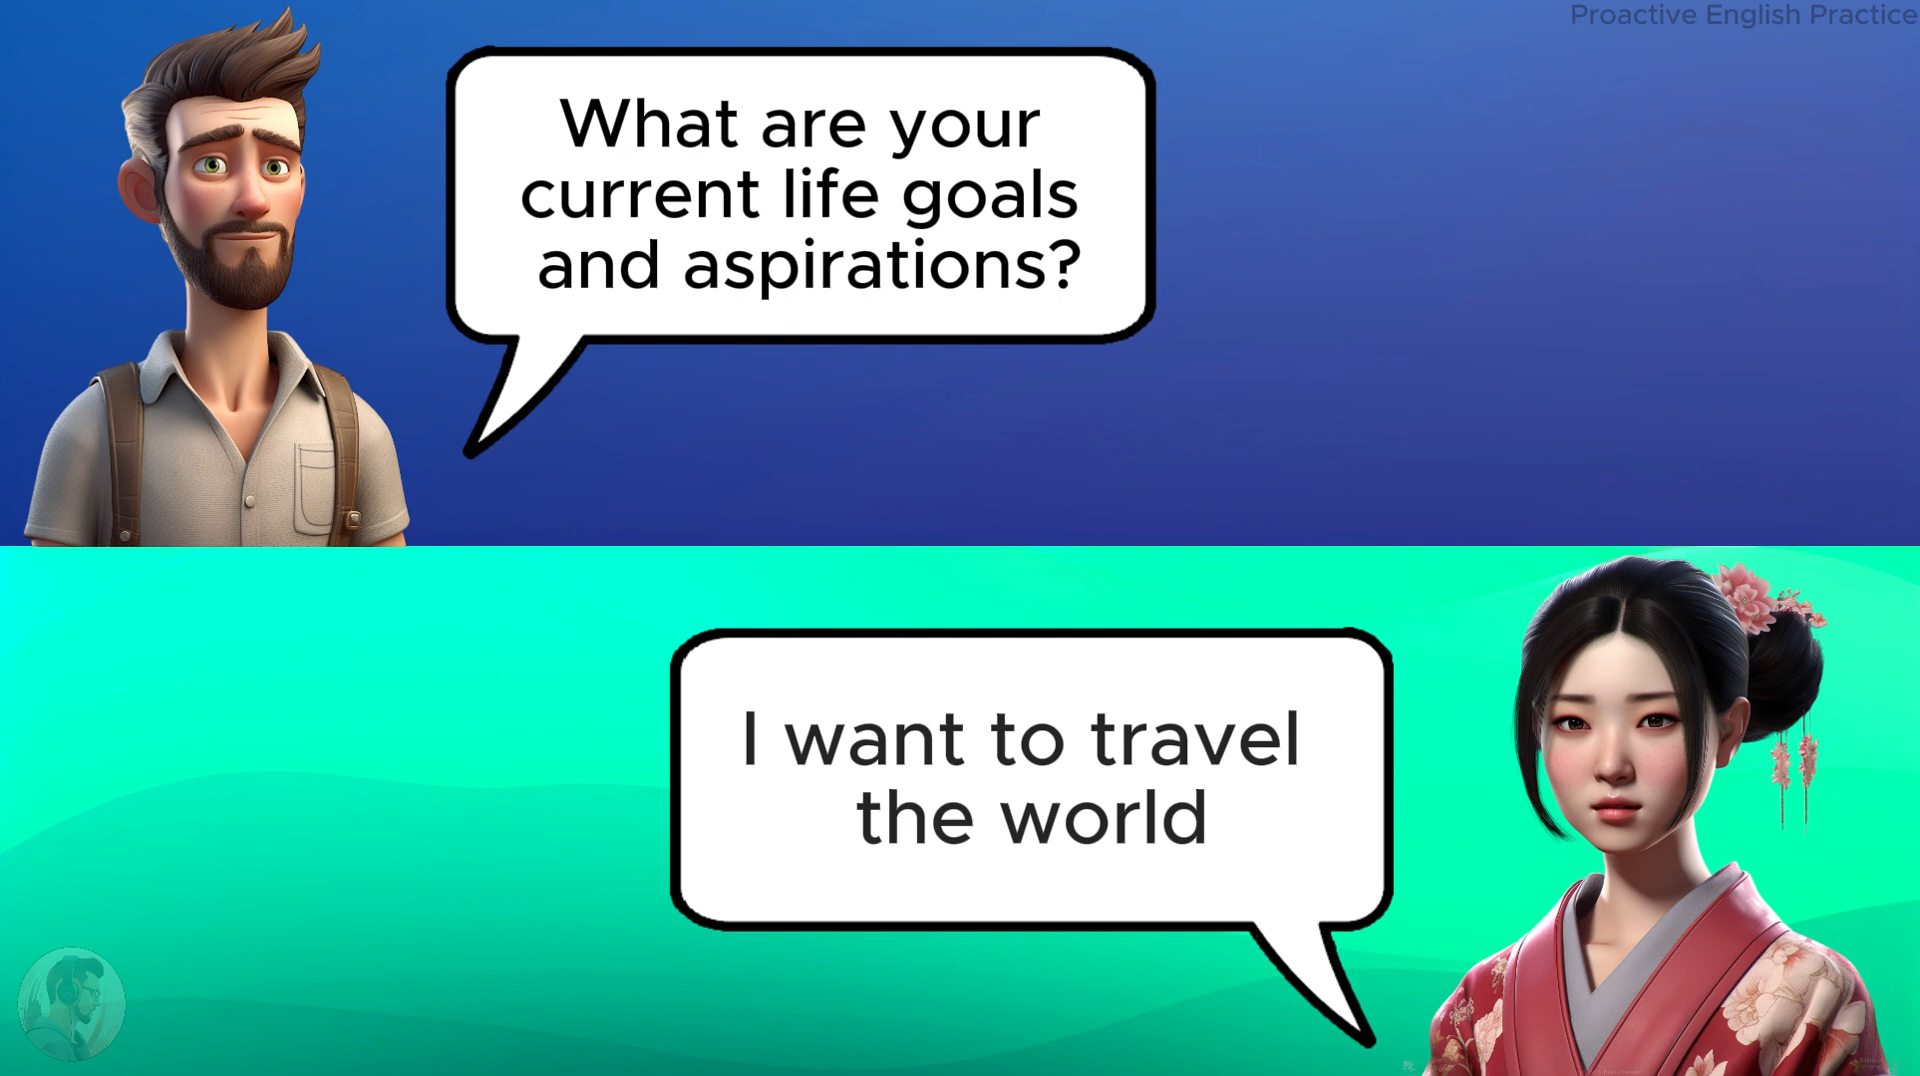 Proactive English Practice
What are your
current life goals
and aspirations?
I want to travel
the world